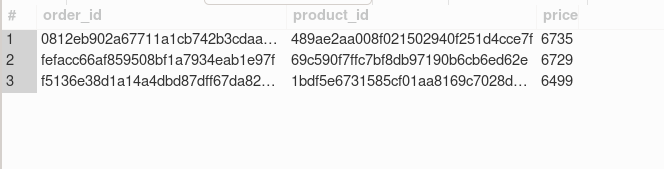 # order_id product_id price
1 0812eb902a67711a1cb742b3cdaa... 489ae2aa008f021502940f251d4cce7f 6735
2 fefacc66af859508bf1a7934eab1e97f 69c590f7ffc7bf8db97190b6cb6ed62e 6729
3 f5136e38d1a14a4dbd87dff67da82... 1bdf5e6731585cf01aa8169c7028d... 6499